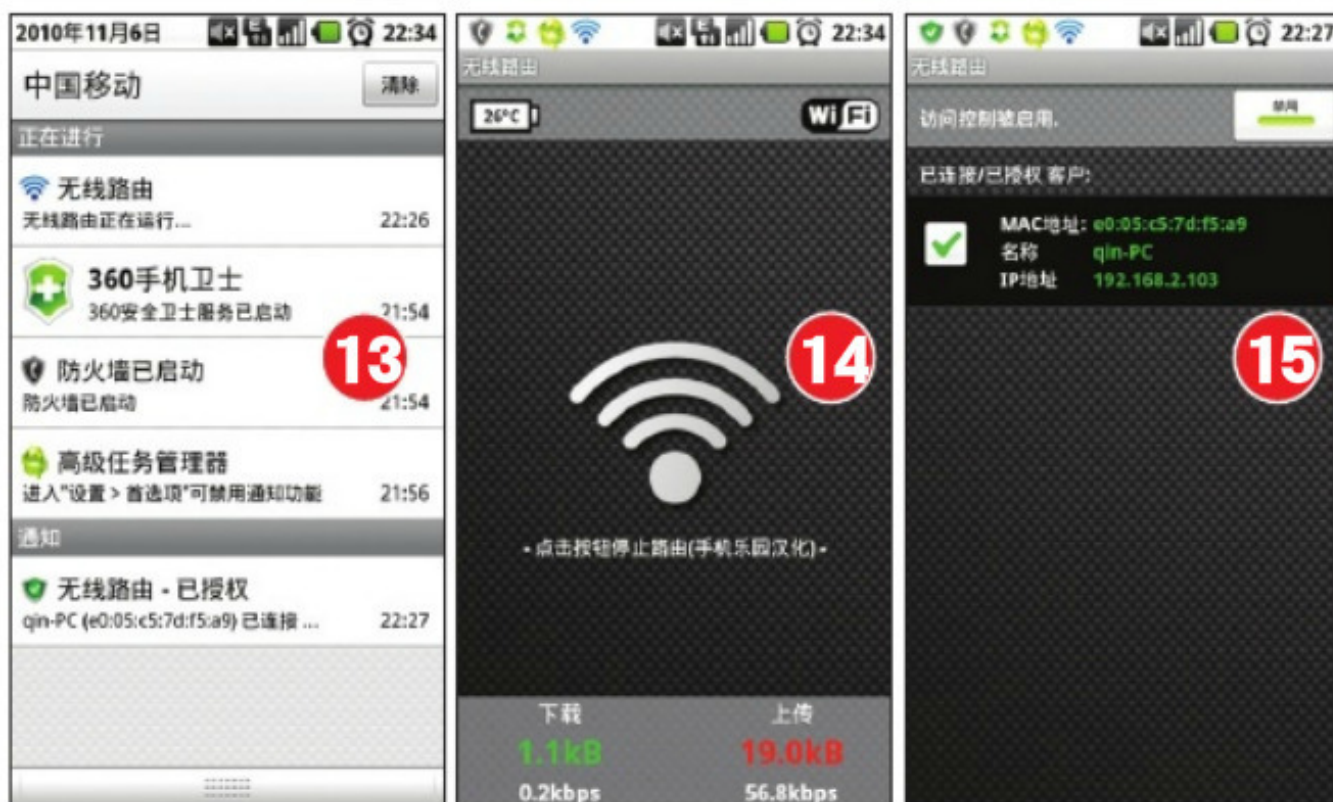 2010年11月6日
22:34
中国移动
清除
正在进行
无线路由
无线路由正在运行...
22:26
360手机卫士
360安全卫士服务已启动
21:54
防火墙已启动
防火墙已启动
21:54
高级任务管理器
进入"设置 > 首选项"可禁用通知功能
21:56
通知
无线路由 - 已授权
qin-PC (e0:05:c5:7d:f5:a9) 已连接 ...
22:27
13
22:34
无线路由
26°C
WiFi
14
- 点击按钮停止路由(手机乐园汉化) -
下载
上传
1.1kB
19.0kB
0.2kbps
56.8kbps
22:27
无线路由
访问控制被启用.
禁用
已连接/已授权 客户:
MAC地址: e0:05:c5:7d:f5:a9
名称 qin-PC
IP地址 192.168.2.103
15